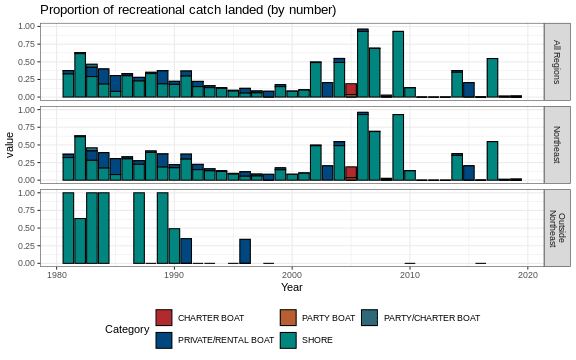 Proportion of recreational catch landed (by number)
1.00
0.75
0.50
0.25
0.00
All Regions
1.00
0.75
0.50
0.25
0.00
Northeast
1.00
0.75
0.50
0.25
0.00
Outside
Northeast
value
1980
1990
2000
2010
2020
Year
Category
CHARTER BOAT
PARTY BOAT
PARTY/CHARTER BOAT
PRIVATE/RENTAL BOAT
SHORE